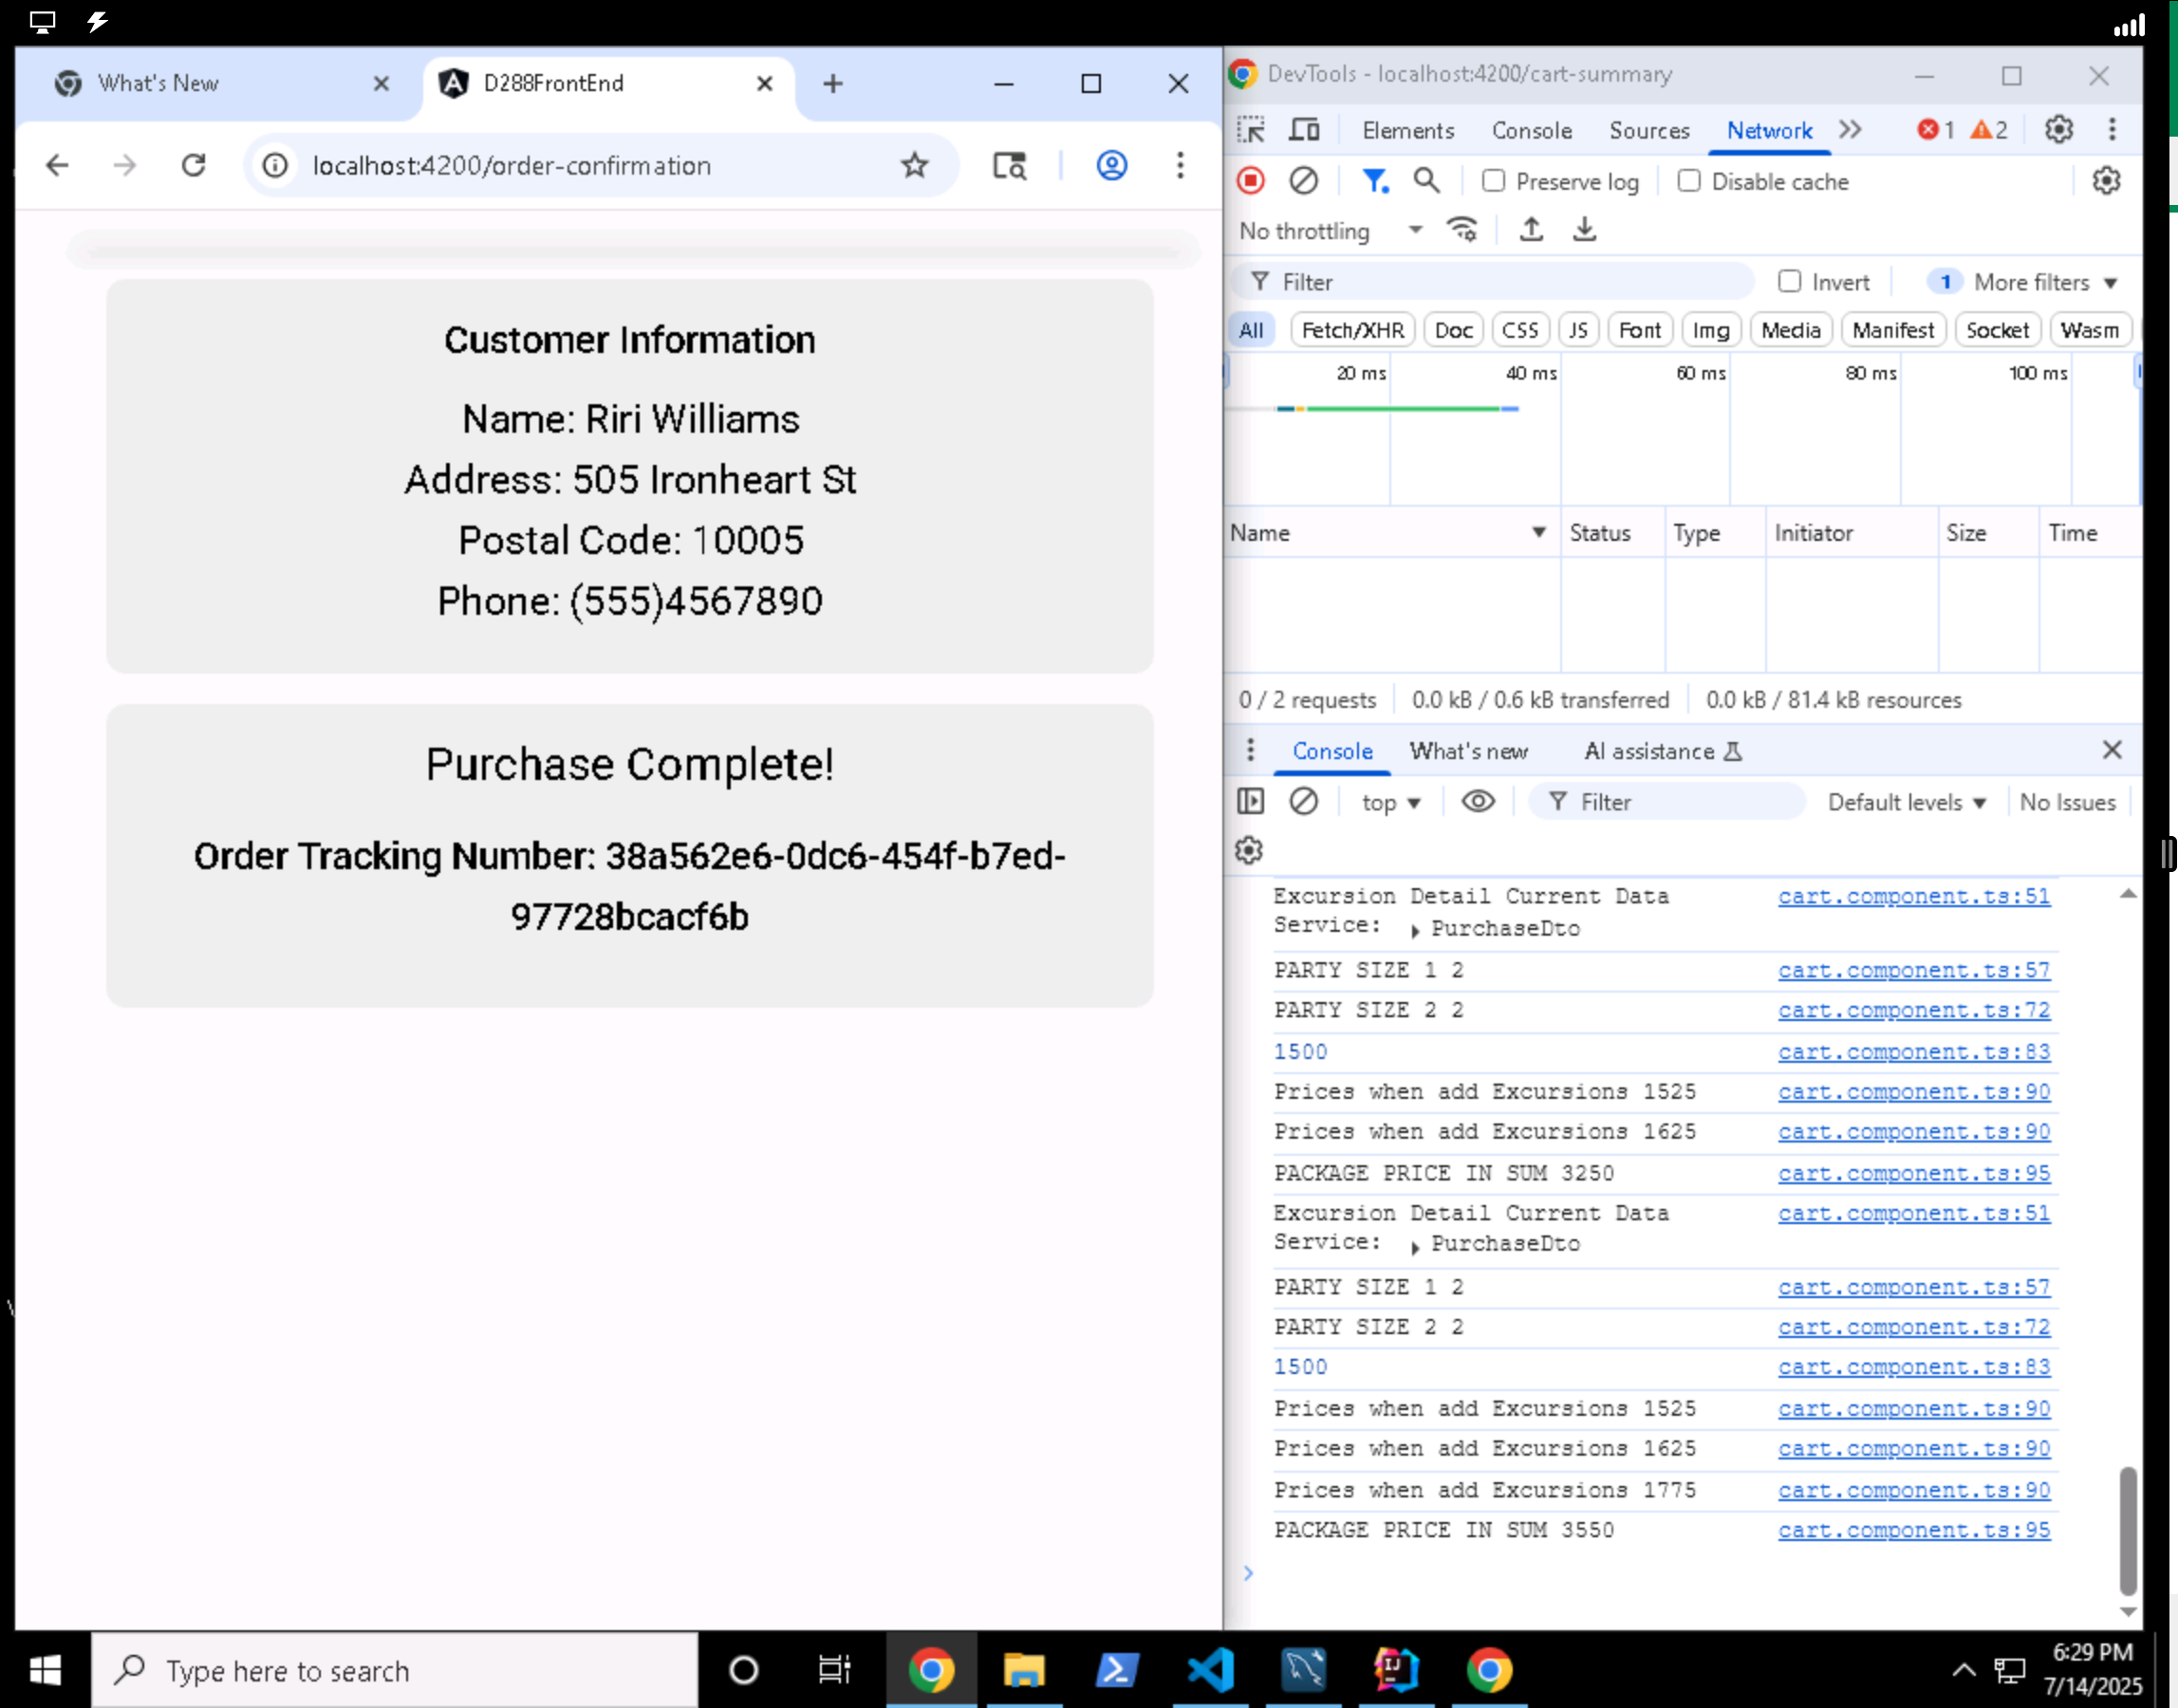 What's New
D288FrontEnd
localhost:4200/order-confirmation
Customer Information
Name: Riri Williams
Address: 505 Ironheart St
Postal Code: 10005
Phone: (555)4567890
Purchase Complete!
Order Tracking Number: 38a562e6-0dc6-454f-b7ed-
97728bcacf6b
DevTools - localhost:4200/cart-summary
Elements Console Sources Network 1 2
Preserve log Disable cache
No throttling
Filter Invert 1 More filters
All Fetch/XHR Doc CSS JS Font Img Media Manifest Socket Wasm
20 ms 40 ms 60 ms 80 ms 100 ms
Name Status Type Initiator Size Time
0 / 2 requests 0.0 kB / 0.6 kB transferred 0.0 kB / 81.4 kB resources
Console What's new AI assistance
top Filter Default levels No Issues
Excursion Detail Current Data cart.component.ts:51
Service: PurchaseDto
PARTY SIZE 1 2 cart.component.ts:57
PARTY SIZE 2 2 cart.component.ts:72
1500 cart.component.ts:83
Prices when add Excursions 1525 cart.component.ts:90
Prices when add Excursions 1625 cart.component.ts:90
PACKAGE PRICE IN SUM 3250 cart.component.ts:95
Excursion Detail Current Data cart.component.ts:51
Service: PurchaseDto
PARTY SIZE 1 2 cart.component.ts:57
PARTY SIZE 2 2 cart.component.ts:72
1500 cart.component.ts:83
Prices when add Excursions 1525 cart.component.ts:90
Prices when add Excursions 1625 cart.component.ts:90
Prices when add Excursions 1775 cart.component.ts:90
PACKAGE PRICE IN SUM 3550 cart.component.ts:95
Type here to search
6:29 PM
7/14/2025